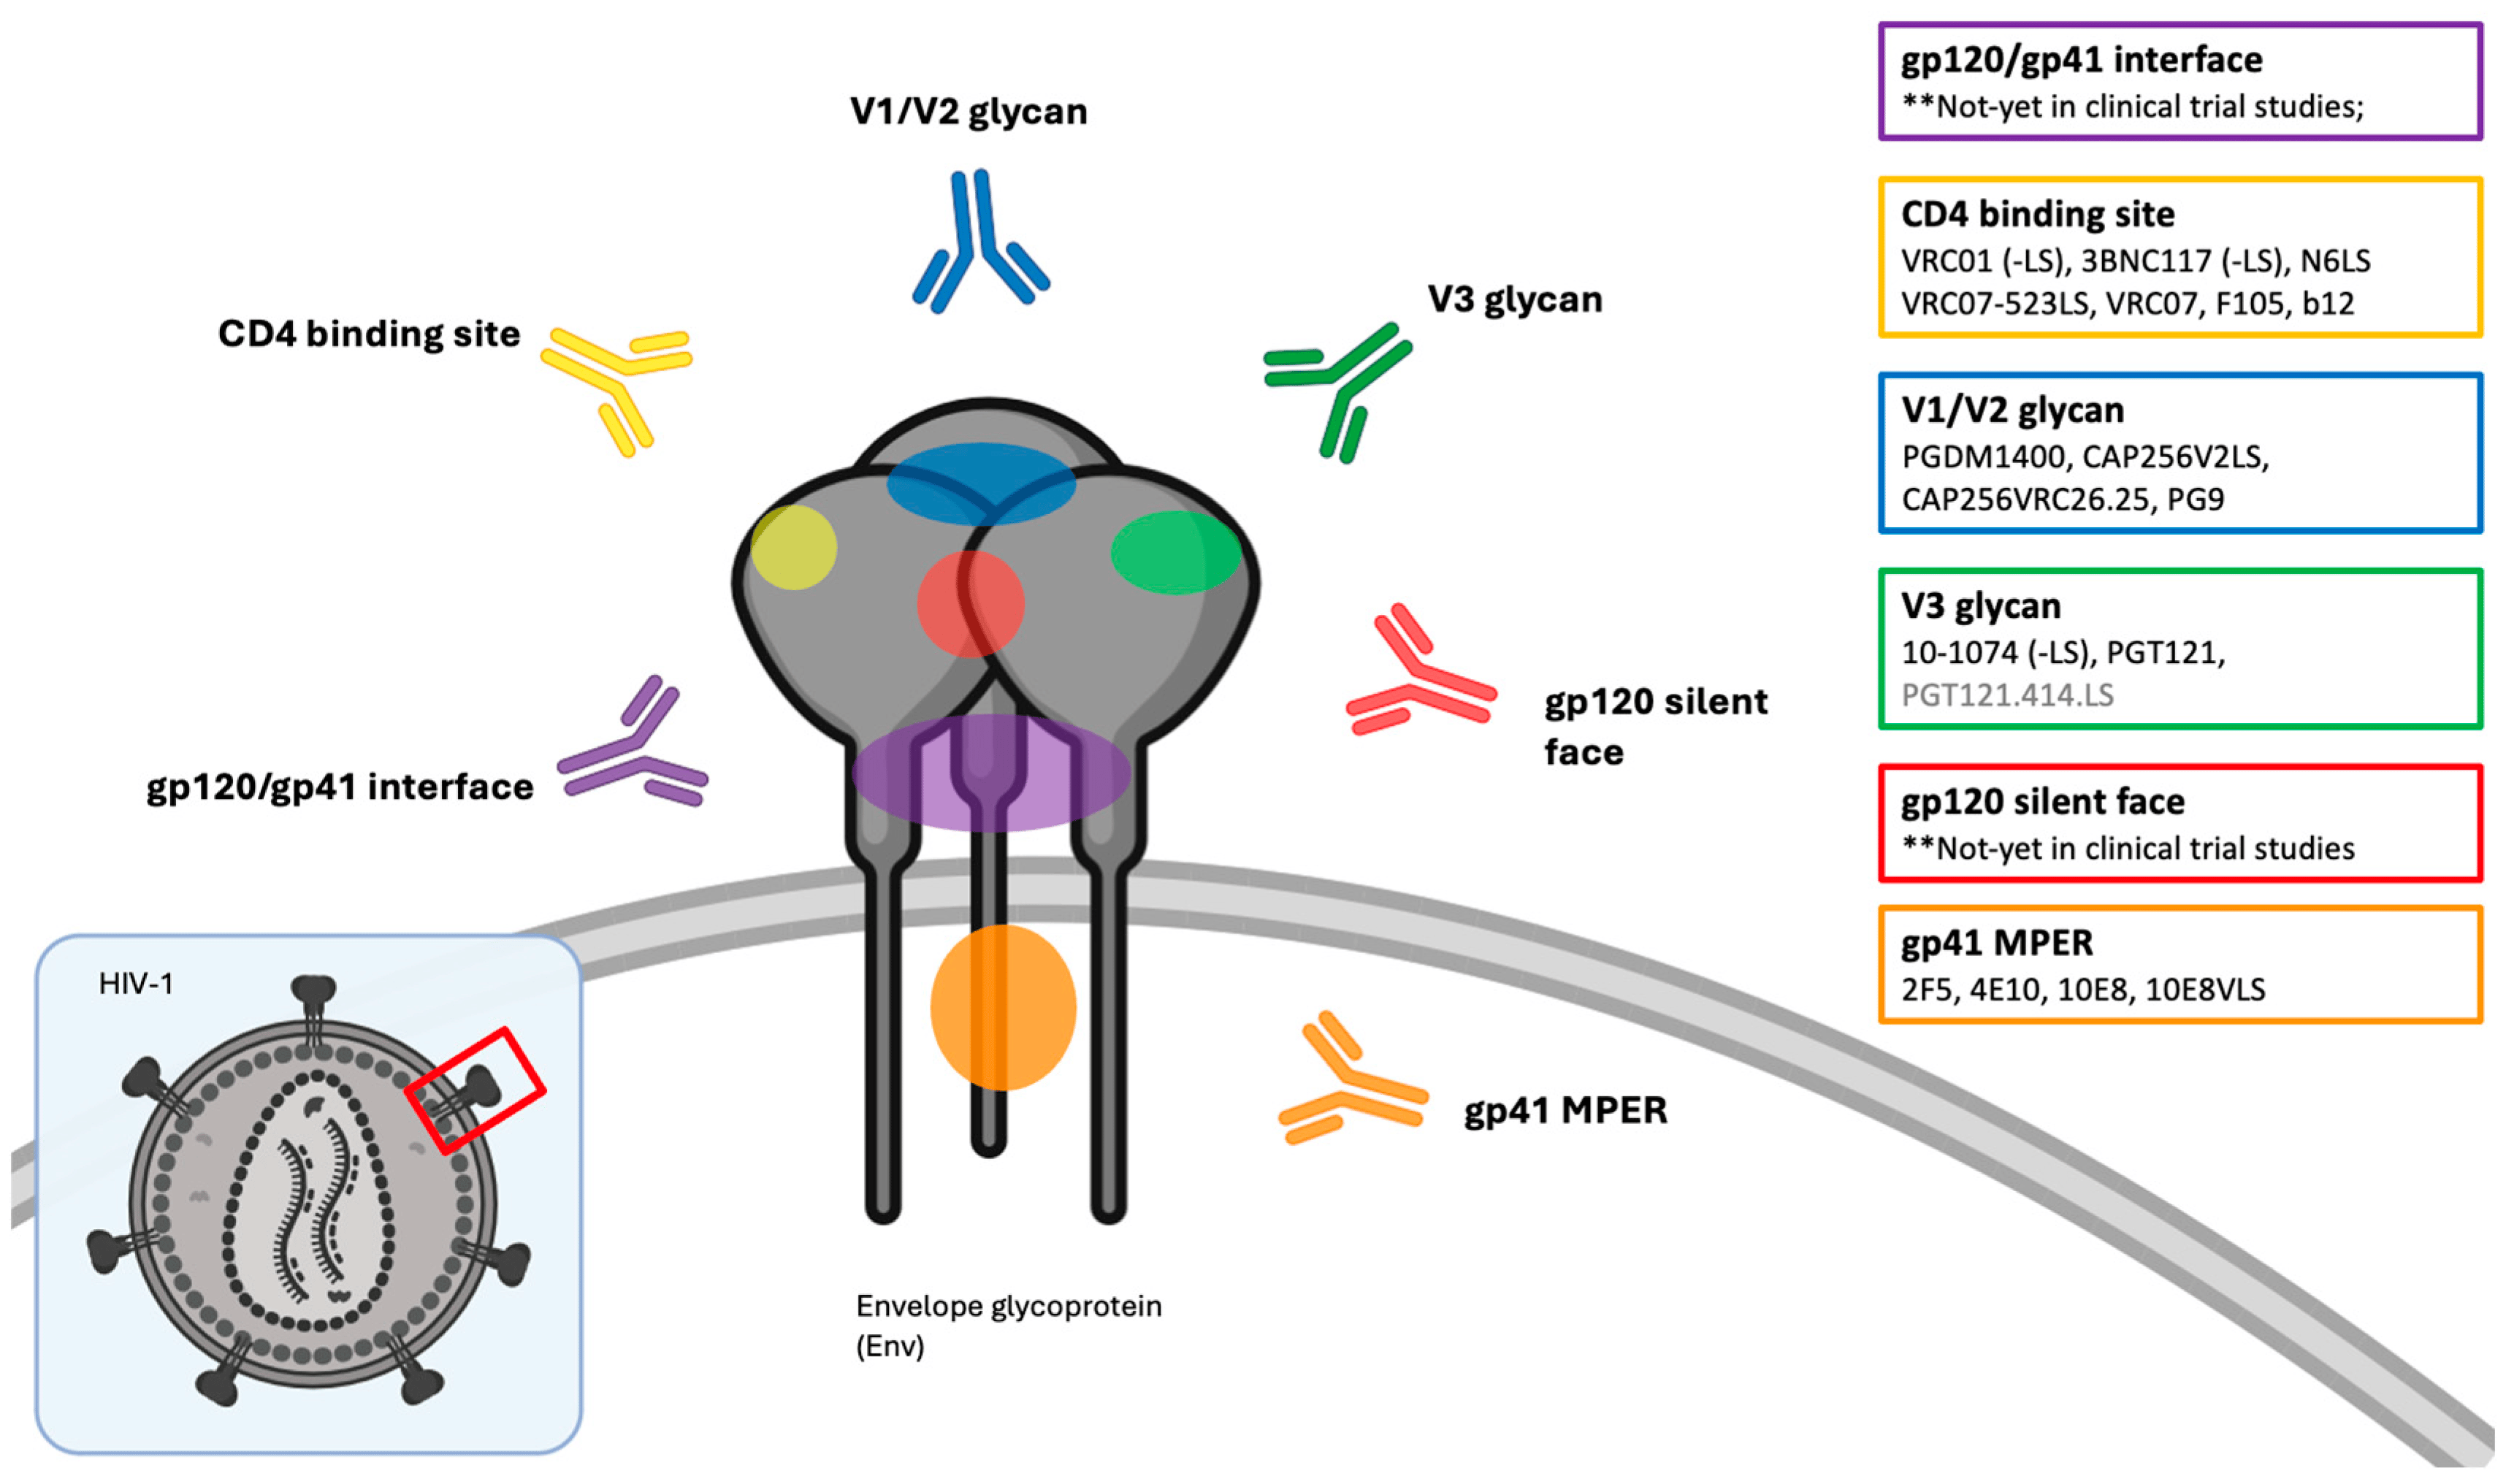 V1/V2 glycan
CD4 binding site
V3 glycan
gp120 silent
face
gp120/gp41 interface
gp41 MPER
HIV-1
Envelope glycoprotein
(Env)
gp120/gp41 interface
**Not-yet in clinical trial studies;
CD4 binding site
VRC01 (-LS), 3BNC117 (-LS), N6LS
VRC07-523LS, VRC07, F105, b12
V1/V2 glycan
PGDM1400, CAP256V2LS,
CAP256VRC26.25, PG9
V3 glycan
10-1074 (-LS), PGT121,
PGT121.414.LS
gp120 silent face
**Not-yet in clinical trial studies
gp41 MPER
2F5, 4E10, 10E8, 10E8VLS